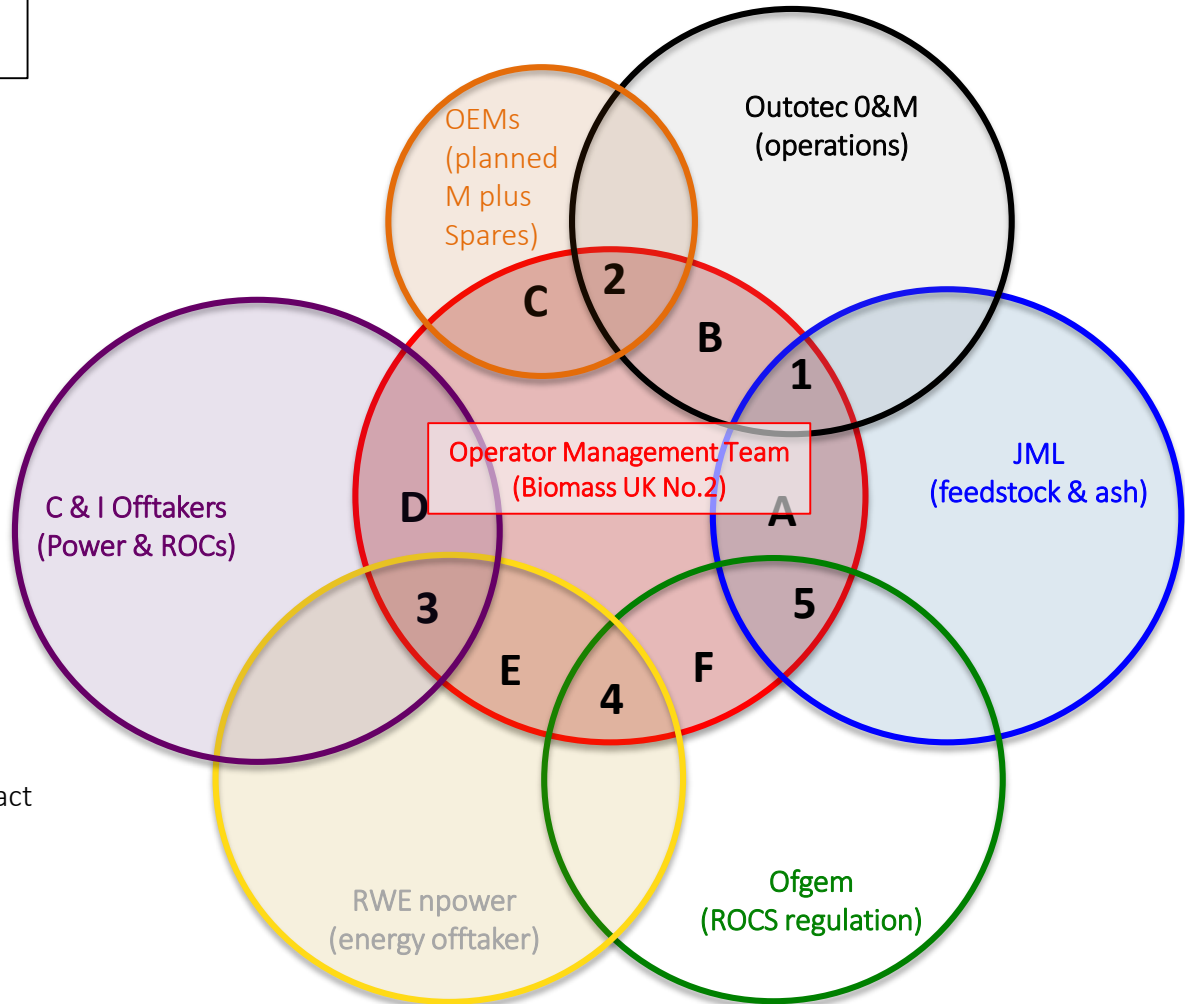 OEMs
(planned
M plus
Spares)
Outotec 0&M
(operations)
C
2
B
1
Operator Management Team
(Biomass UK No.2)
JML
(feedstock & ash)
C & I Offtakers
(Power & ROCs)
D
A
3
5
E
4
F
act
RWE npower
(energy offtaker)
Ofgem
(ROCS regulation)